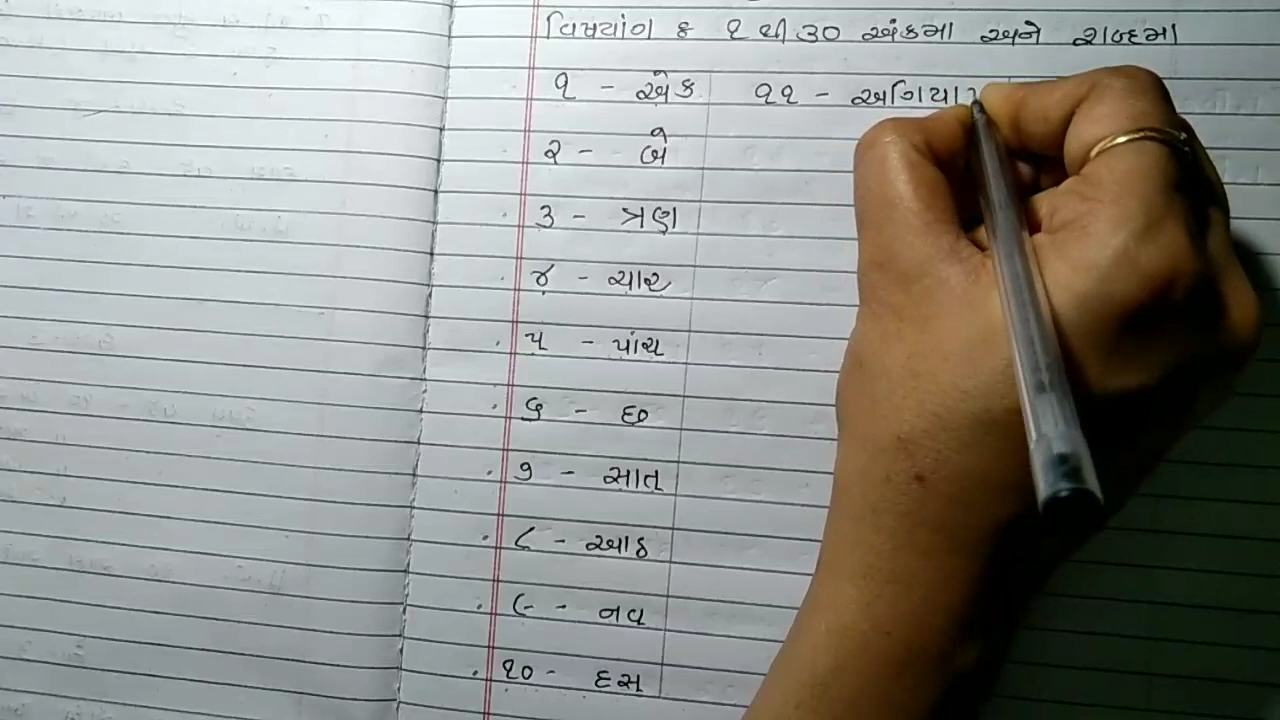 વિષયાંગ ૬ ૧ થી ૩૦ અંકમા અને શબ્દમા
૧ - એક ૧૧ - અગિયાર
૨ - બે
૩ - ત્રણ
૪ - ચાર
૫ - પાંચ
૬ - છ
૭ - સાત
૮ - આઠ
૯ - નવ
૧૦ - દસ